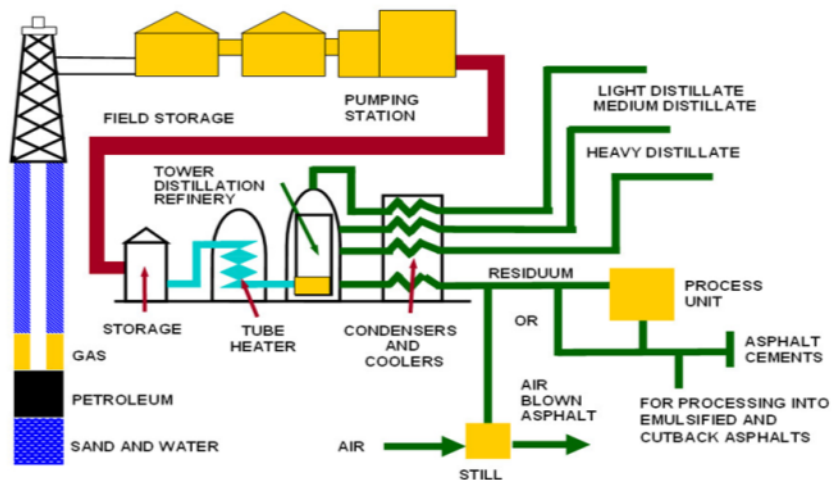 FIELD STORAGE
PUMPING
STATION
LIGHT DISTILLATE
MEDIUM DISTILLATE
HEAVY DISTILLATE
TOWER
DISTILLATION
REFINERY
STORAGE
TUBE
HEATER
CONDENSERS
AND
COOLERS
RESIDUUM
OR
PROCESS
UNIT
ASPHALT
CEMENTS
FOR PROCESSING INTO
EMULSIFIED AND
CUTBACK ASPHALTS
AIR
BLOWN
ASPHALT
AIR
STILL
GAS
PETROLEUM
SAND AND WATER